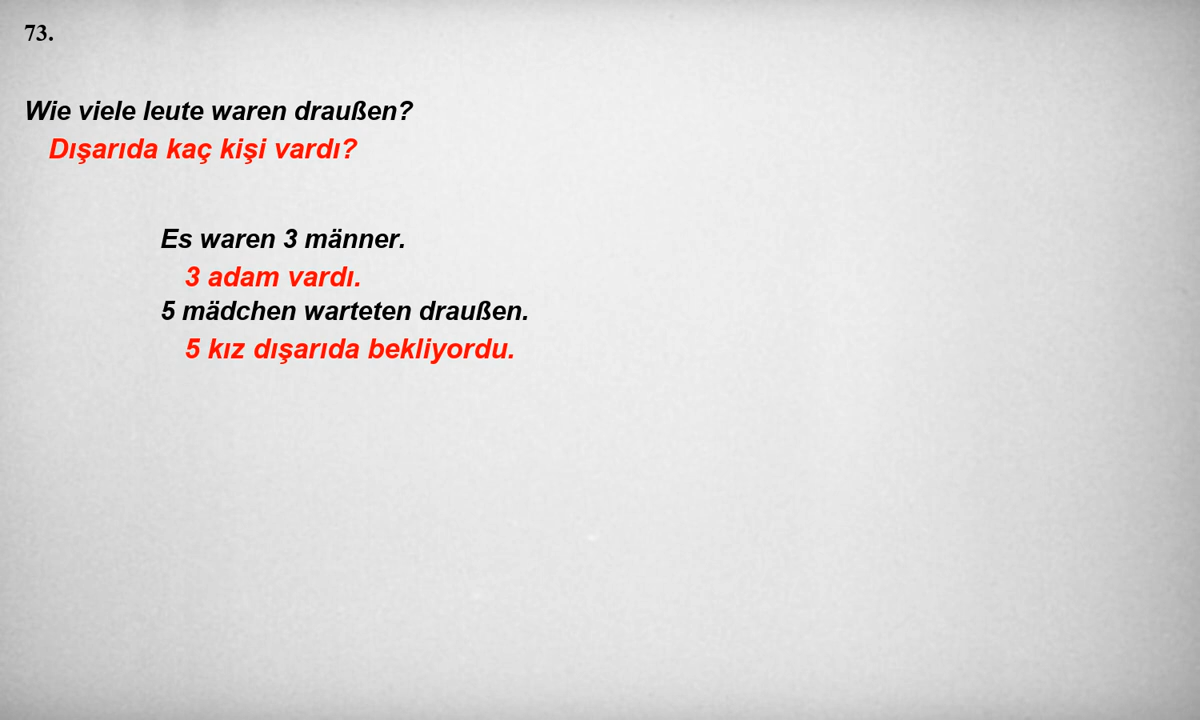 73.
Wie viele leute waren draußen?
Dışarıda kaç kişi vardı?
Es waren 3 männer.
3 adam vardı.
5 mädchen warteten draußen.
5 kız dışarıda bekliyordu.